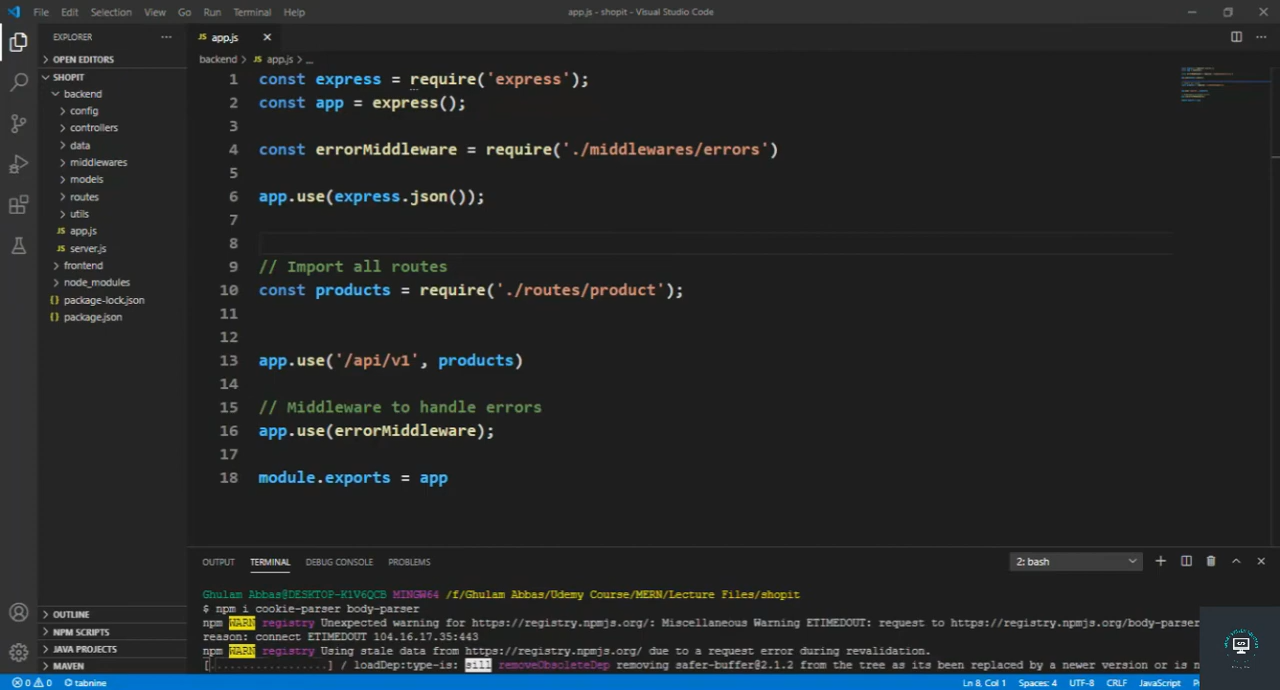 File Edit Selection View Go Run Terminal Help
app.js - shopit - Visual Studio Code
EXPLORER
OPEN EDITORS
SHOPIT
backend
config
controllers
data
middlewares
models
routes
utils
JS app.js
JS server.js
frontend
node_modules
{} package-lock.json
{} package.json
OUTLINE
NPM SCRIPTS
JAVA PROJECTS
MAVEN
JS app.js
backend > JS app.js > ...
1 const express = require('express');
2 const app = express();
3
4 const errorMiddleware = require('./middlewares/errors')
5
6 app.use(express.json());
7
8
9 // Import all routes
10 const products = require('./routes/product');
11
12
13 app.use('/api/v1', products)
14
15 // Middleware to handle errors
16 app.use(errorMiddleware);
17
18 module.exports = app
OUTPUT TERMINAL DEBUG CONSOLE PROBLEMS
2: bash
Ghulam Abbas@DESKTOP-K1V6QCB MINGW64 /f/Ghulam Abbas/Udemy Course/MERN/Lecture Files/shopit
$ npm i cookie-parser body-parser
npm WARN registry Unexpected warning for https://registry.npmjs.org/: Miscellaneous Warning ETIMEDOUT: request to https://registry.npmjs.org/body-parser
reason: connect ETIMEDOUT 104.16.17.35:443
npm WARN registry Using stale data from https://registry.npmjs.org/ due to a request error during revalidation.
[..................] / loadDep:type-is: sill removeObsoleteDep removing safer-buffer@2.1.2 from the tree as its been replaced by a newer version or is n
0 0 tabnine
Ln 8, Col 1 Spaces: 4 UTF-8 CRLF JavaScript